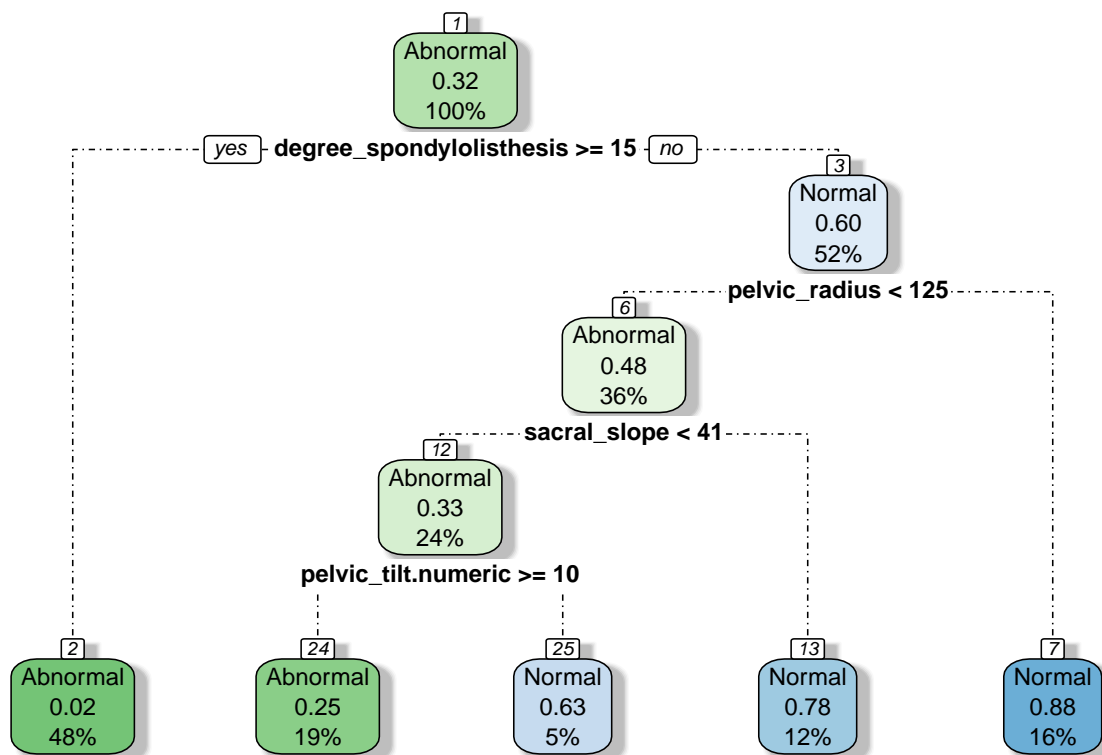 1
Abnormal
0.32
100%
yes degree_spondylolisthesis >= 15 no
3
Normal
0.60
52%
pelvic_radius < 125
6
Abnormal
0.48
36%
sacral_slope < 41
12
Abnormal
0.33
24%
pelvic_tilt.numeric >= 10
2
Abnormal
0.02
48%
24
Abnormal
0.25
19%
25
Normal
0.63
5%
13
Normal
0.78
12%
7
Normal
0.88
16%